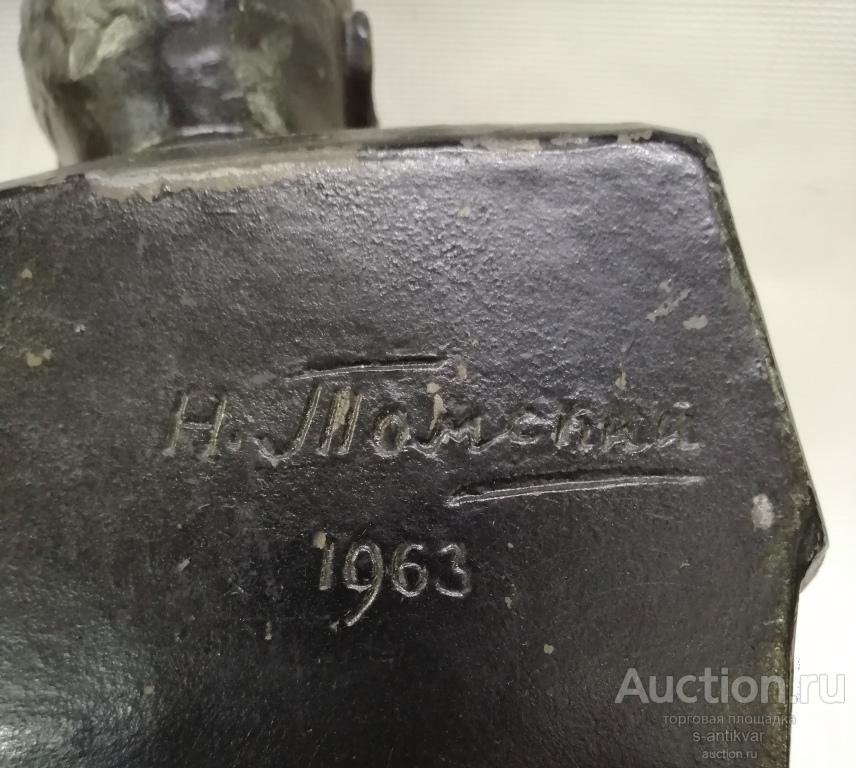 Н. Томский
1963
Auction.ru
торговая площадка
s-antikvar
auction.ru